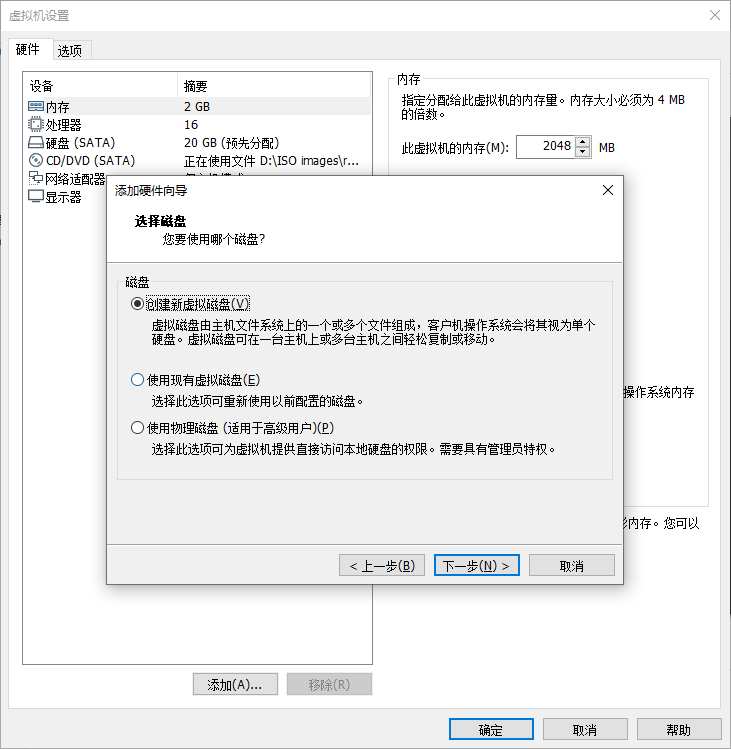 虚拟机设置
硬件 选项
设备 摘要
内存 2 GB
处理器 16
硬盘 (SATA) 20 GB (预先分配)
CD/DVD (SATA) 正在使用文件 D:\ISO images\r...
网络适配器
显示器
内存
指定分配给此虚拟机的内存量。内存大小必须为 4 MB
的倍数。
此虚拟机的内存(M): 2048 MB
添加硬件向导
选择磁盘
您要使用哪个磁盘?
磁盘
创建新虚拟磁盘(V)
虚拟磁盘由主机文件系统上的一个或多个文件组成，客户机操作系统会将其视为单个
硬盘。虚拟磁盘可在一台主机上或多台主机之间轻松复制或移动。
使用现有虚拟磁盘(E)
选择此选项可重新使用以前配置的磁盘。
操作系统内存
使用物理磁盘 (适用于高级用户)(P)
选择此选项可为虚拟机提供直接访问本地硬盘的权限。需要具有管理员特权。
内存。您可以
< 上一步(B) 下一步(N) > 取消
添加(A)... 移除(R)
确定 取消 帮助